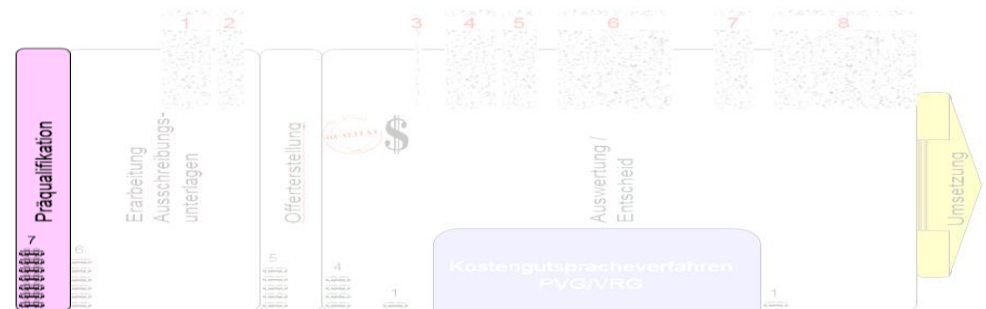 1 2 3 4 5 6 7 8
Präqualifikation
Erarbeitung
Ausschreibungs-
unterlagen
Offerterstellung
QUALITÄT
$
Auswertung /
Entscheid
Umsetzung
Kostengutspracheverfahren
PVG/VRG
7
6
5
4
1
1